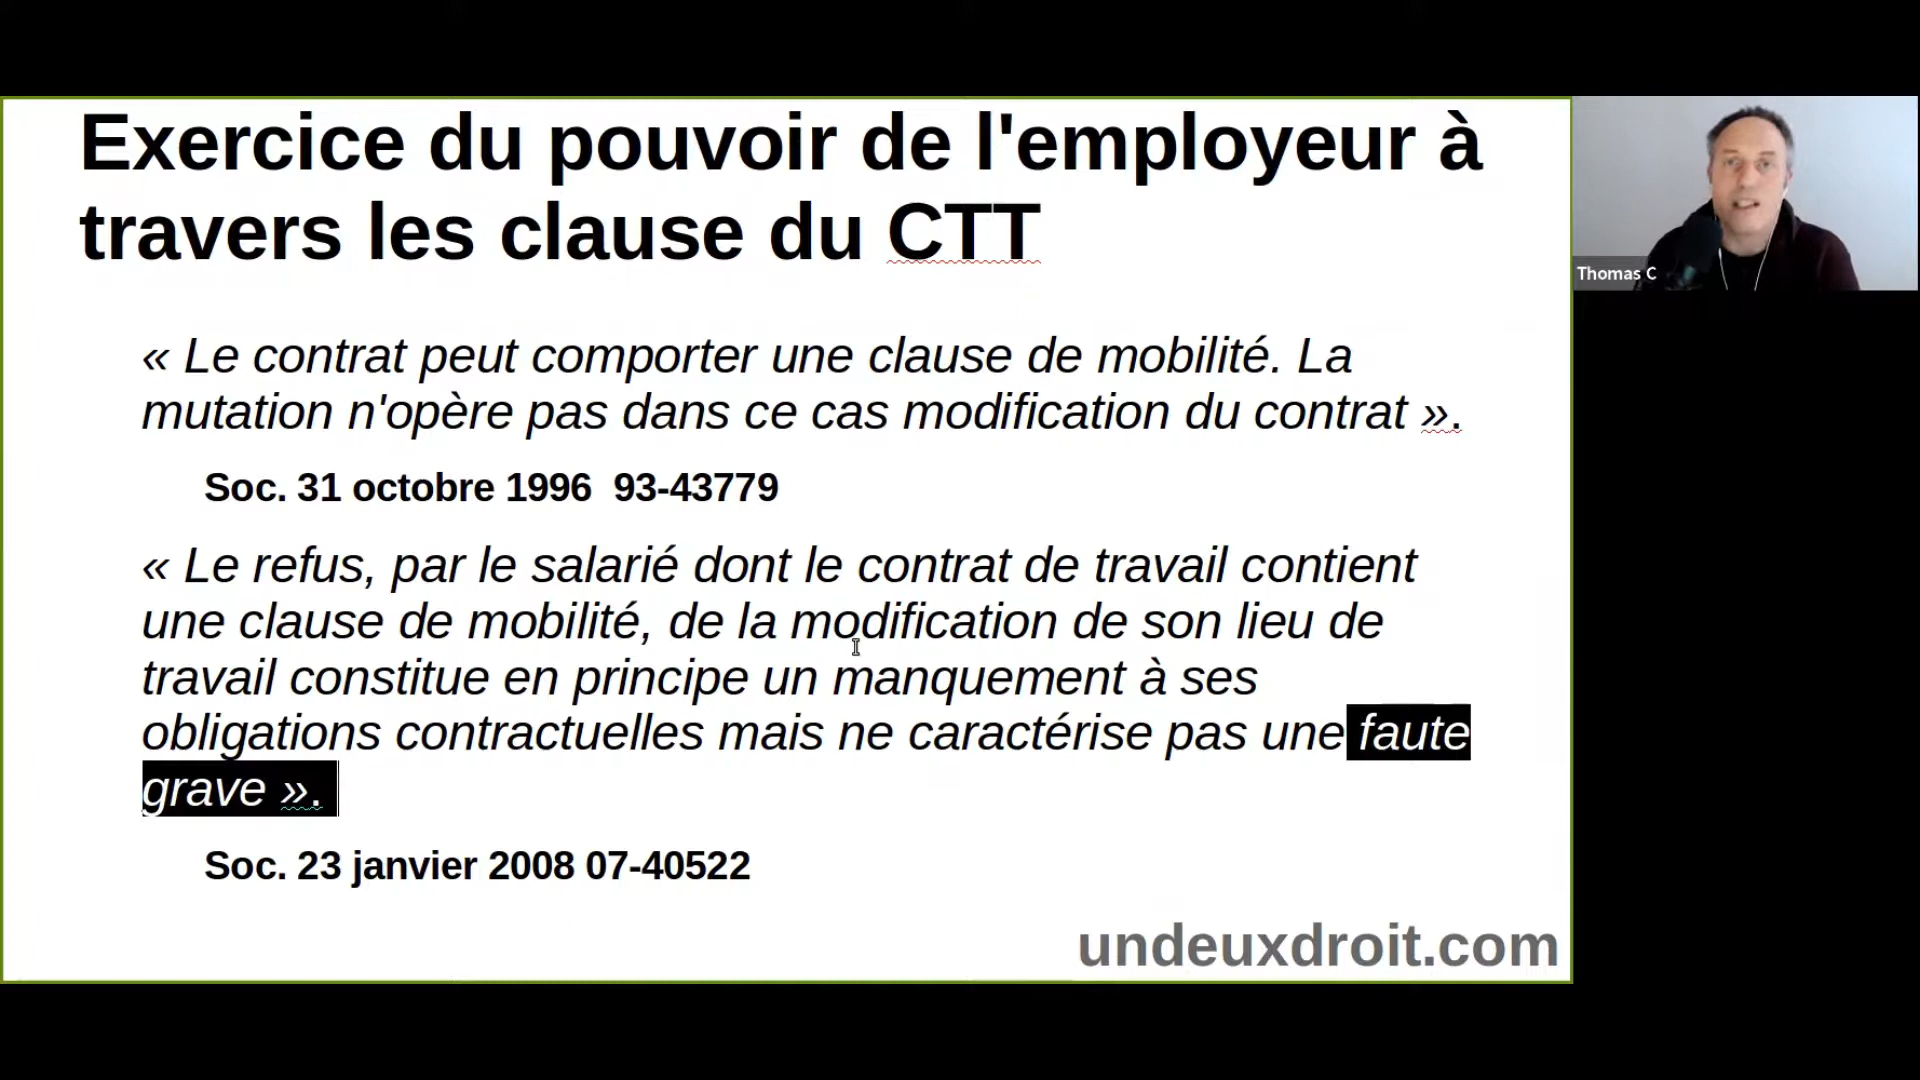 Exercice du pouvoir de l'employeur à
travers les clause du CTT
« Le contrat peut comporter une clause de mobilité. La
mutation n'opère pas dans ce cas modification du contrat ».
Soc. 31 octobre 1996  93-43779
« Le refus, par le salarié dont le contrat de travail contient
une clause de mobilité, de la modification de son lieu de
travail constitue en principe un manquement à ses
obligations contractuelles mais ne caractérise pas une faute
grave ».
Soc. 23 janvier 2008 07-40522
undeuxdroit.com
Thomas C